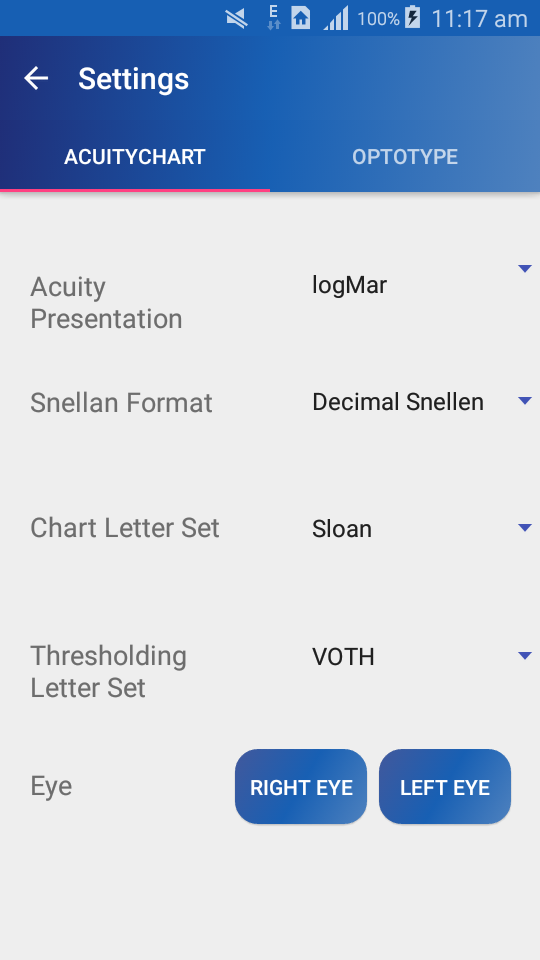 E 100% 11:17 am
Settings
ACUITYCHART OPTOTYPE
Acuity
Presentation
logMar
Snellan Format Decimal Snellen
Chart Letter Set Sloan
Thresholding
Letter Set
VOTH
Eye RIGHT EYE LEFT EYE